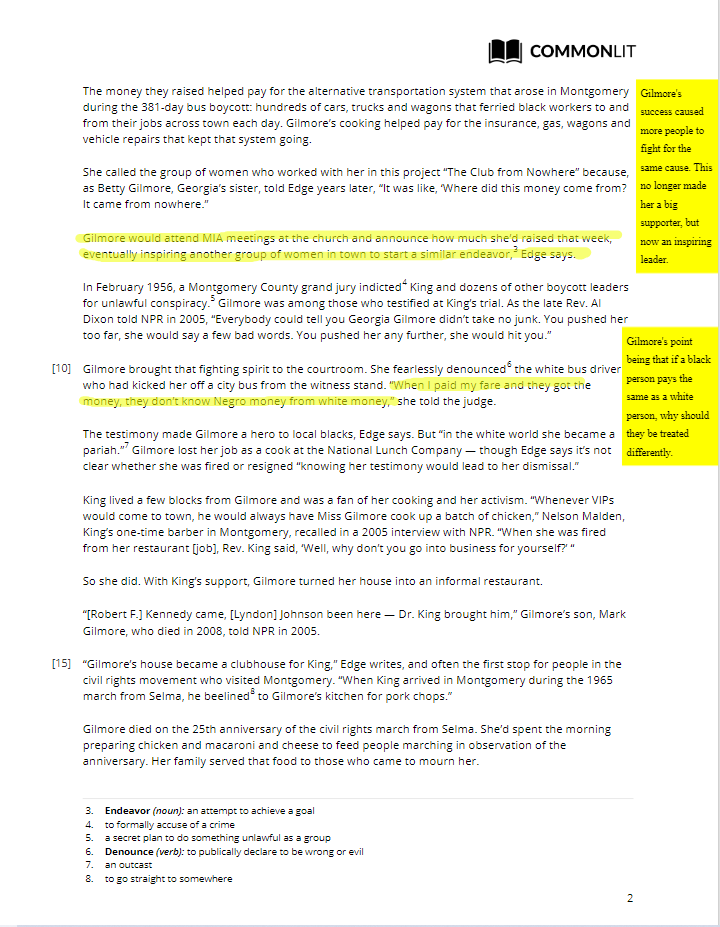 COMMONLIT
The money they raised helped pay for the alternative transportation system that arose in Montgomery
during the 381-day bus boycott: hundreds of cars, trucks and wagons that ferried black workers to and
from their jobs across town each day. Gilmore's cooking helped pay for the insurance, gas, wagons and
vehicle repairs that kept that system going.
She called the group of women who worked with her in this project “The Club from Nowhere” because,
as Betty Gilmore, Georgia's sister, told Edge years later, “It was like, ‘Where did this money come from?
It came from nowhere.”
Gilmore would attend MIA meetings at the church and announce how much she'd raised that week,
eventually inspiring another group of women in town to start a similar endeavor,3 Edge says.
In February 1956, a Montgomery County grand jury indicted4 King and dozens of other boycott leaders
for unlawful conspiracy.5 Gilmore was among those who testified at King's trial. As the late Rev. Al
Dixon told NPR in 2005, “Everybody could tell you Georgia Gilmore didn't take no junk. You pushed her
too far, she would say a few bad words. You pushed her any further, she would hit you.”
[10] Gilmore brought that fighting spirit to the courtroom. She fearlessly denounced6 the white bus driver
who had kicked her off a city bus from the witness stand. “When I paid my fare and they got the
money, they don't know Negro money from white money,” she told the judge.
The testimony made Gilmore a hero to local blacks, Edge says. But “in the white world she became a
pariah.”7 Gilmore lost her job as a cook at the National Lunch Company — though Edge says it's not
clear whether she was fired or resigned “knowing her testimony would lead to her dismissal.”
King lived a few blocks from Gilmore and was a fan of her cooking and her activism. “Whenever VIPs
would come to town, he would always have Miss Gilmore cook up a batch of chicken,” Nelson Malden,
King's one-time barber in Montgomery, recalled in a 2005 interview with NPR. “When she was fired
from her restaurant [job], Rev. King said, ‘Well, why don't you go into business for yourself?’ “
So she did. With King's support, Gilmore turned her house into an informal restaurant.
“[Robert F.] Kennedy came, [Lyndon] Johnson been here — Dr. King brought him,” Gilmore's son, Mark
Gilmore, who died in 2008, told NPR in 2005.
[15] “Gilmore's house became a clubhouse for King,” Edge writes, and often the first stop for people in the
civil rights movement who visited Montgomery. “When King arrived in Montgomery during the 1965
march from Selma, he beelined8 to Gilmore's kitchen for pork chops.”
Gilmore died on the 25th anniversary of the civil rights march from Selma. She'd spent the morning
preparing chicken and macaroni and cheese to feed people marching in observation of the
anniversary. Her family served that food to those who came to mourn her.
Gilmore's
success caused
more people to
fight for the
same cause. This
no longer made
her a big
supporter, but
now an inspiring
leader.
Gilmore's point
being that if a black
person pays the
same as a white
person, why should
they be treated
differently.
3. Endeavor (noun): an attempt to achieve a goal
4. to formally accuse of a crime
5. a secret plan to do something unlawful as a group
6. Denounce (verb): to publically declare to be wrong or evil
7. an outcast
8. to go straight to somewhere
2